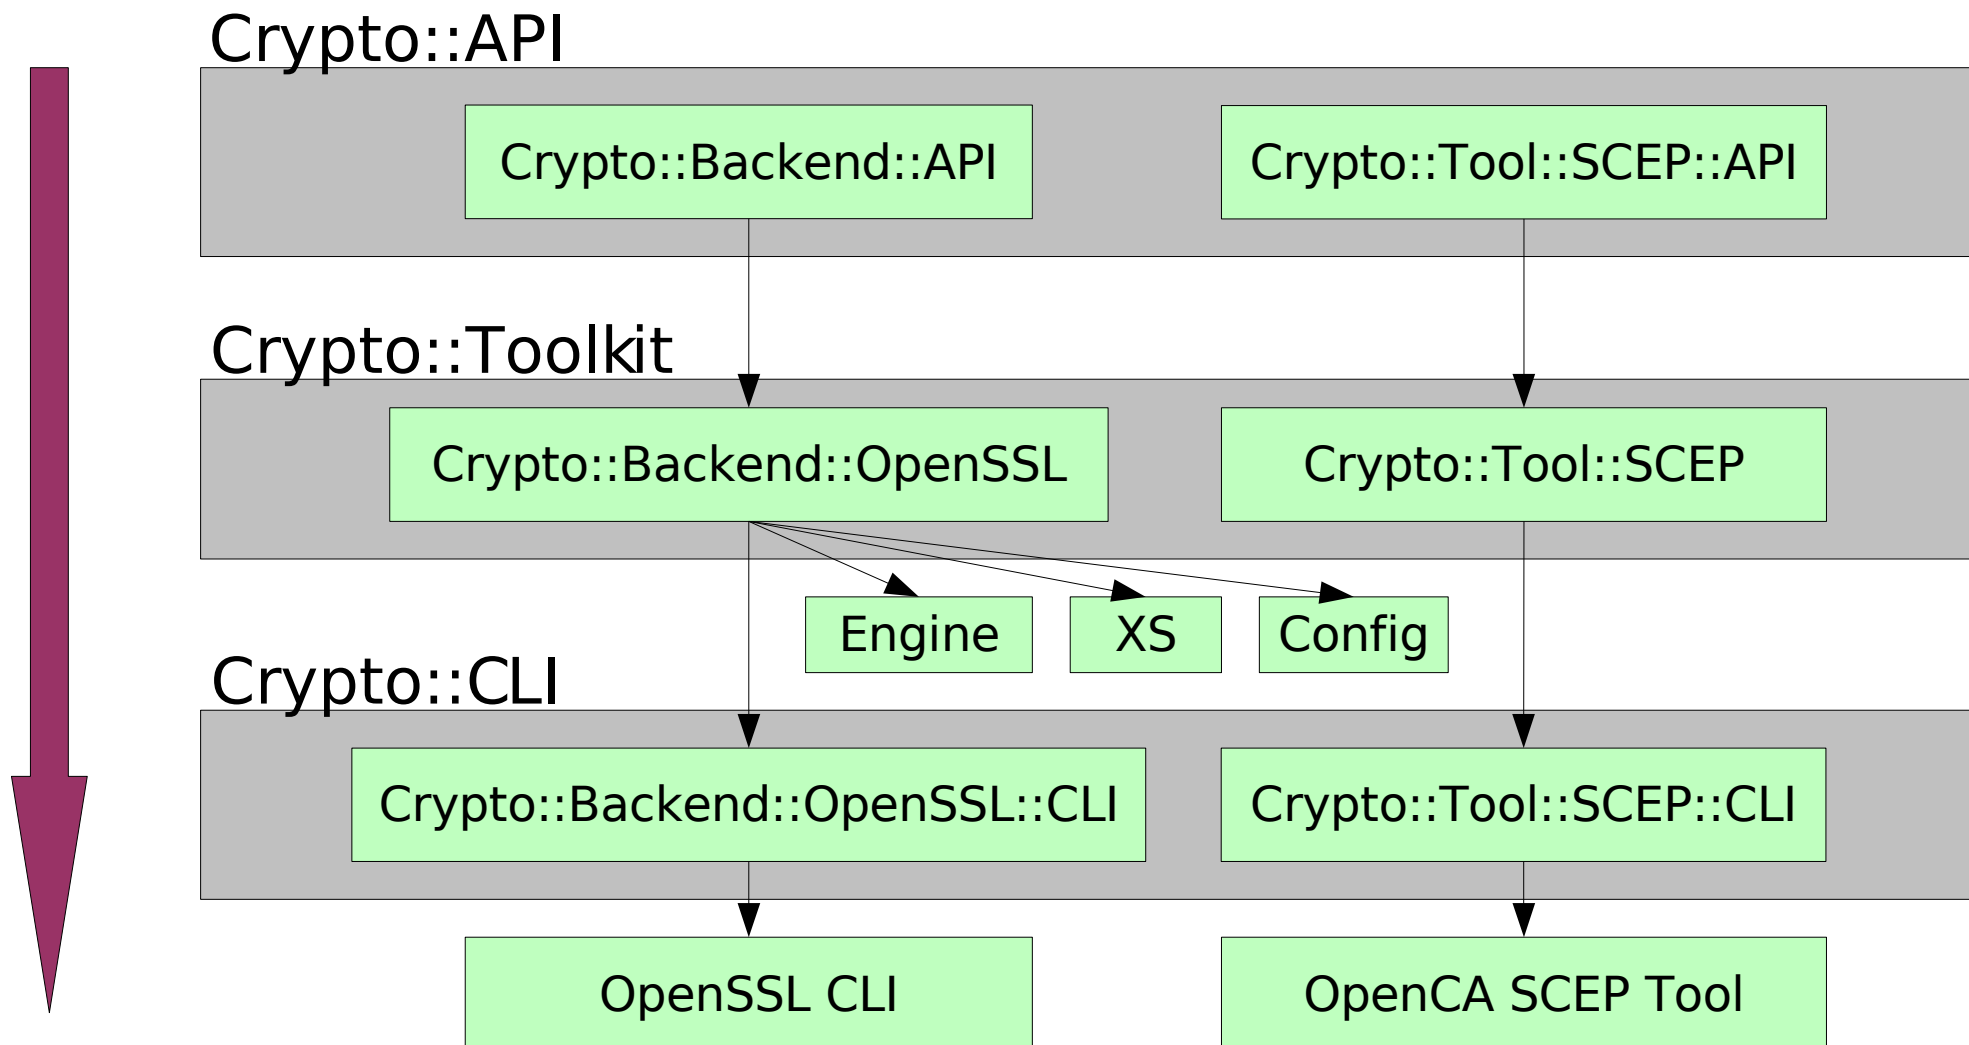 Crypto::API
Crypto::Backend::API
Crypto::Tool::SCEP::API
Crypto::Toolkit
Crypto::Backend::OpenSSL
Crypto::Tool::SCEP
Engine
XS
Config
Crypto::CLI
Crypto::Backend::OpenSSL::CLI
Crypto::Tool::SCEP::CLI
OpenSSL CLI
OpenCA SCEP Tool